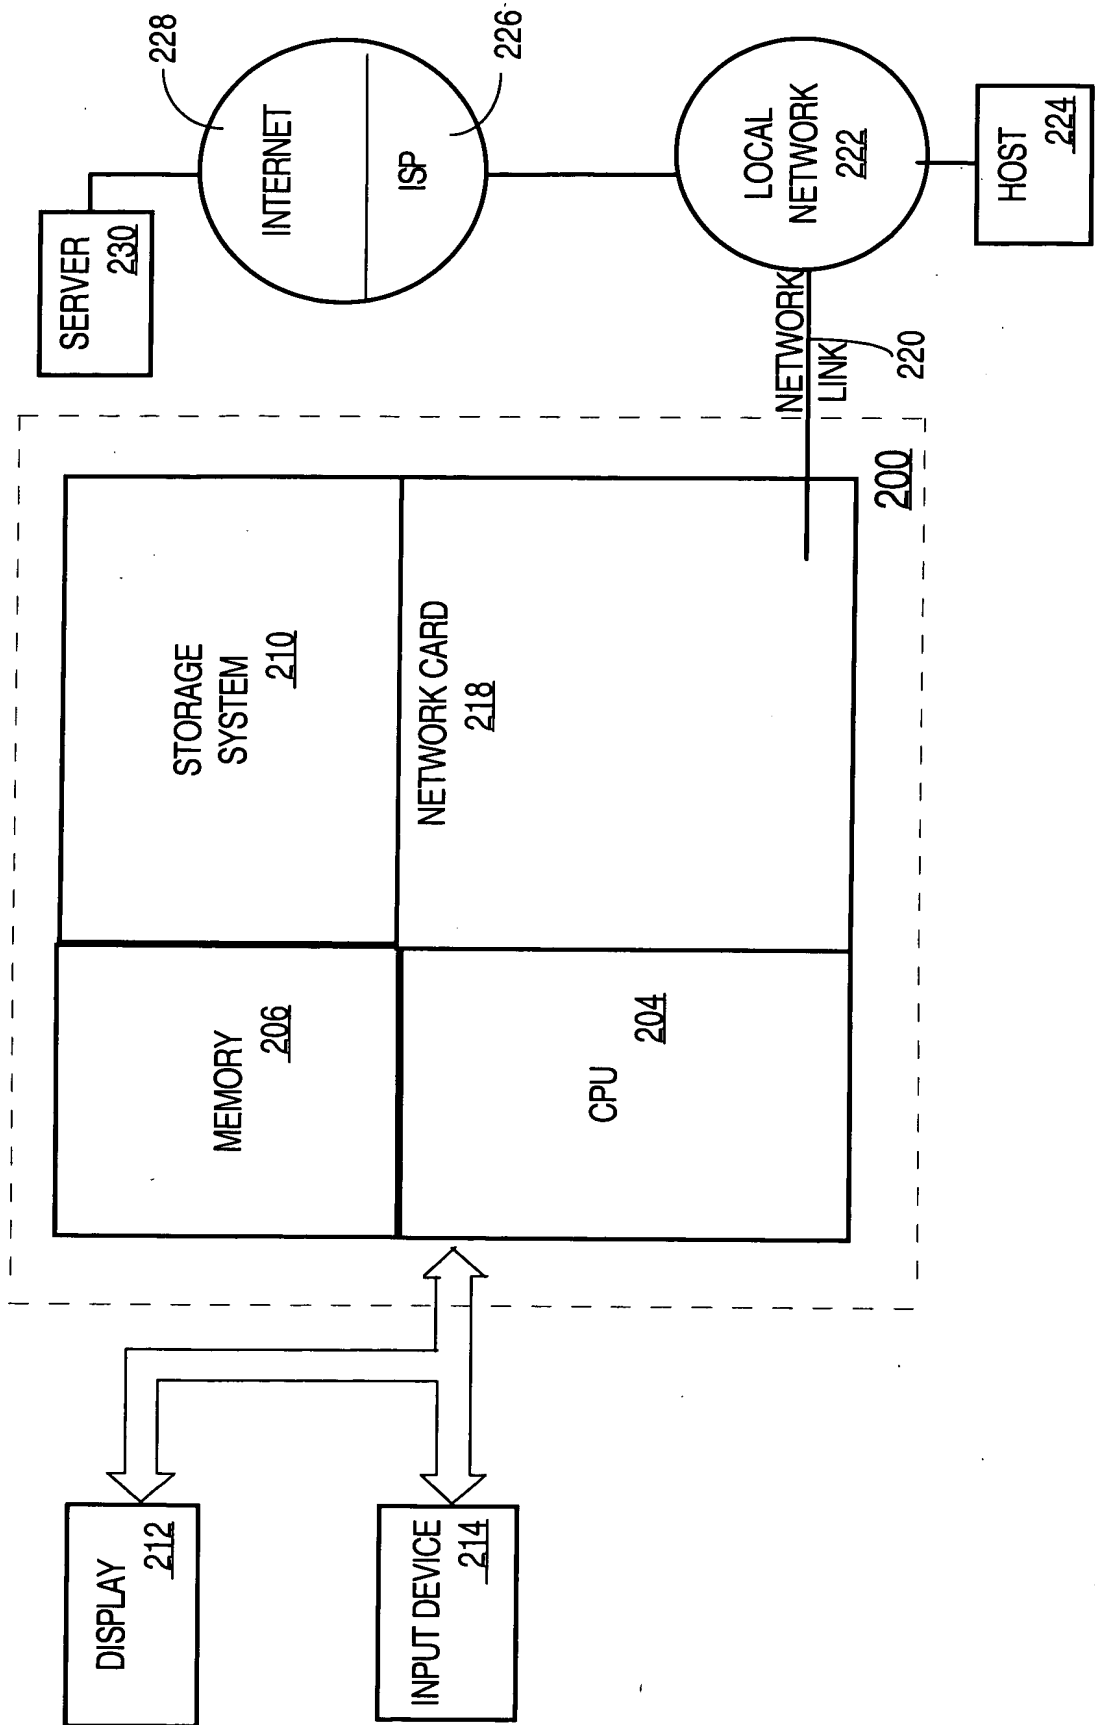 DISPLAY
212
INPUT DEVICE
214
MEMORY
206
CPU
204
STORAGE
SYSTEM
210
NETWORK CARD
218
200
NETWORK
LINK
220
SERVER
230
INTERNET
228
ISP
226
LOCAL
NETWORK
222
HOST
224